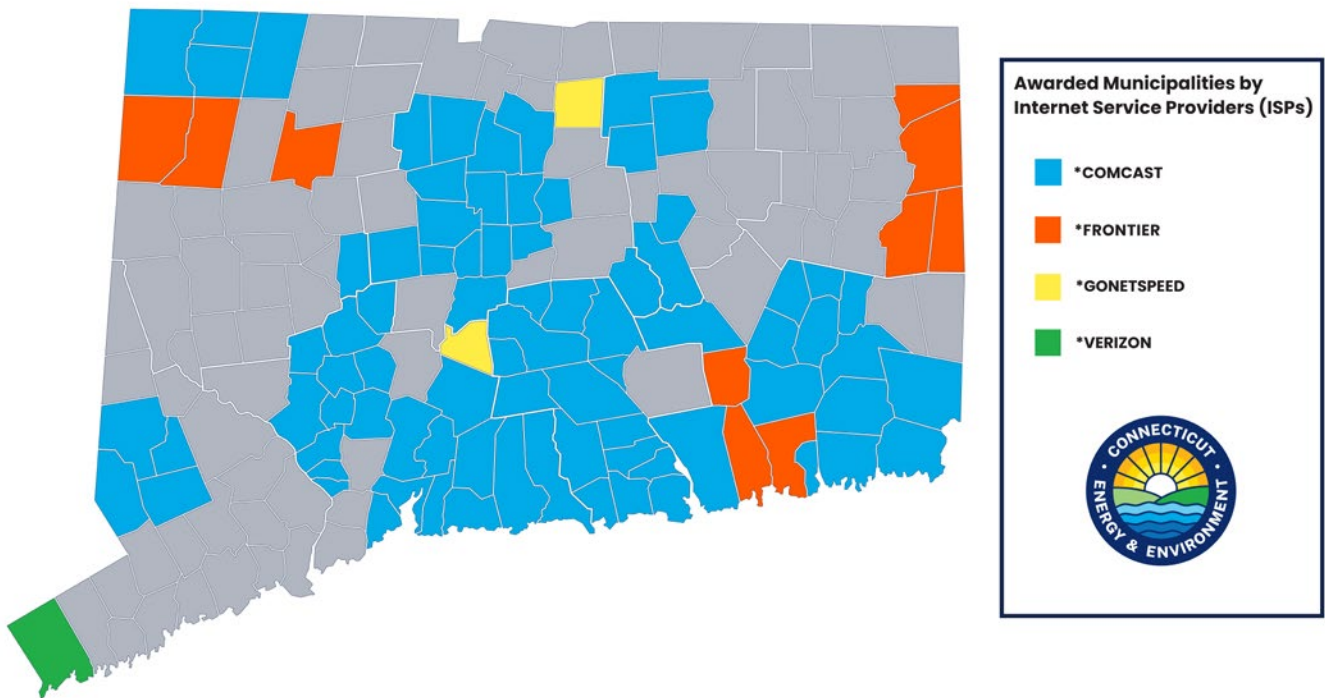 Awarded Municipalities by
Internet Service Providers (ISPs)
*COMCAST
*FRONTIER
*GONETSPEED
*VERIZON
• CONNECTICUT •
ENERGY & ENVIRONMENT